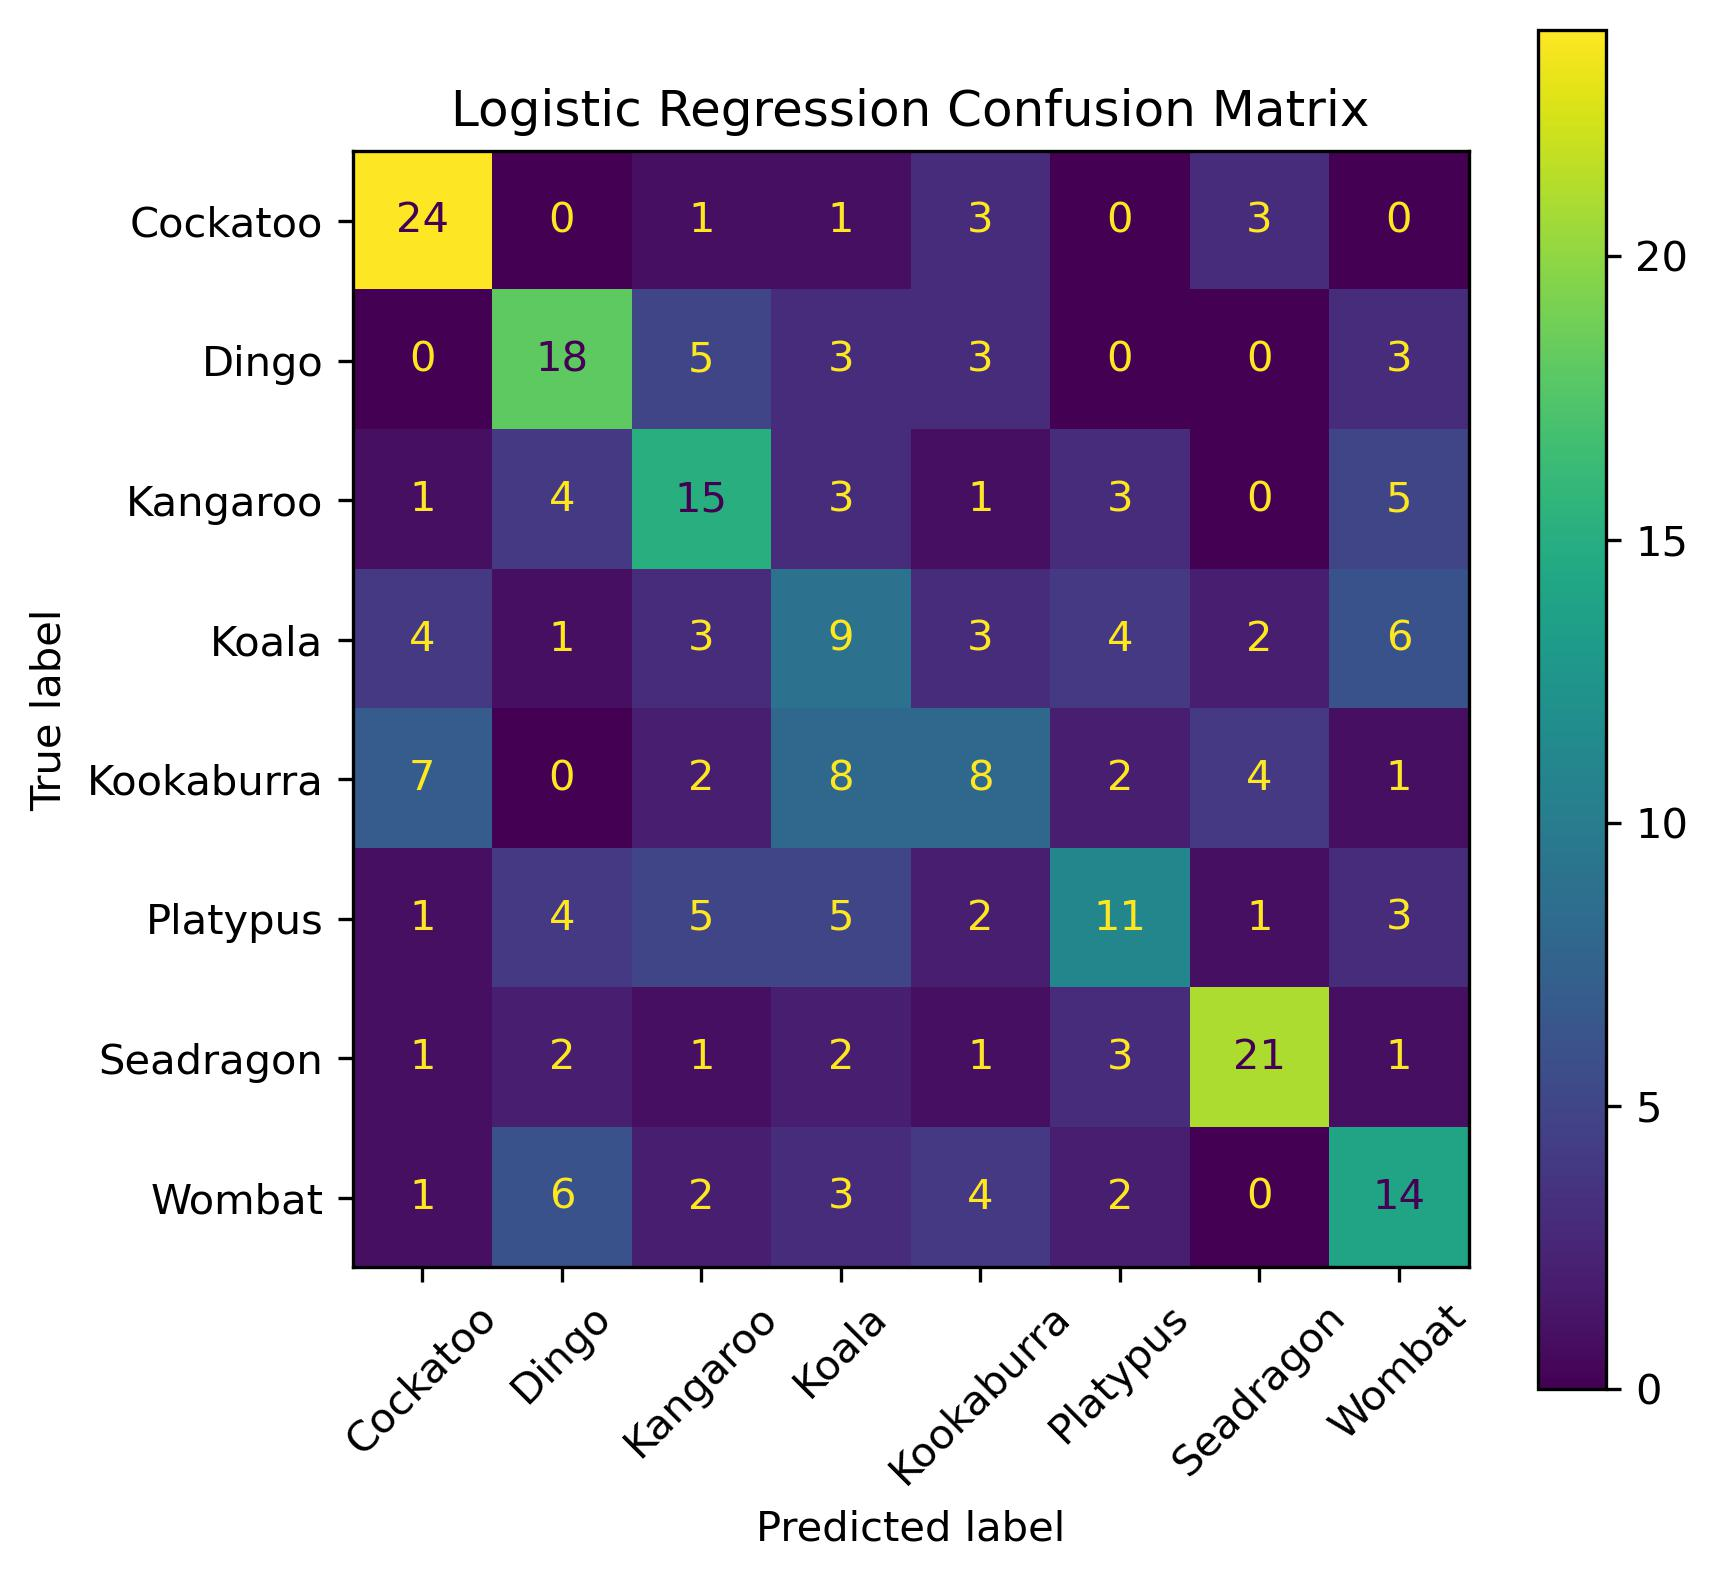 Logistic Regression Confusion Matrix
Cockatoo 24 0 1 1 3 0 3 0
Dingo 0 18 5 3 3 0 0 3
Kangaroo 1 4 15 3 1 3 0 5
Koala 4 1 3 9 3 4 2 6
Kookaburra 7 0 2 8 8 2 4 1
Platypus 1 4 5 5 2 11 1 3
Seadragon 1 2 1 2 1 3 21 1
Wombat 1 6 2 3 4 2 0 14
True label
Cockatoo Dingo Kangaroo Koala Kookaburra Platypus Seadragon Wombat
Predicted label
20
15
10
5
0